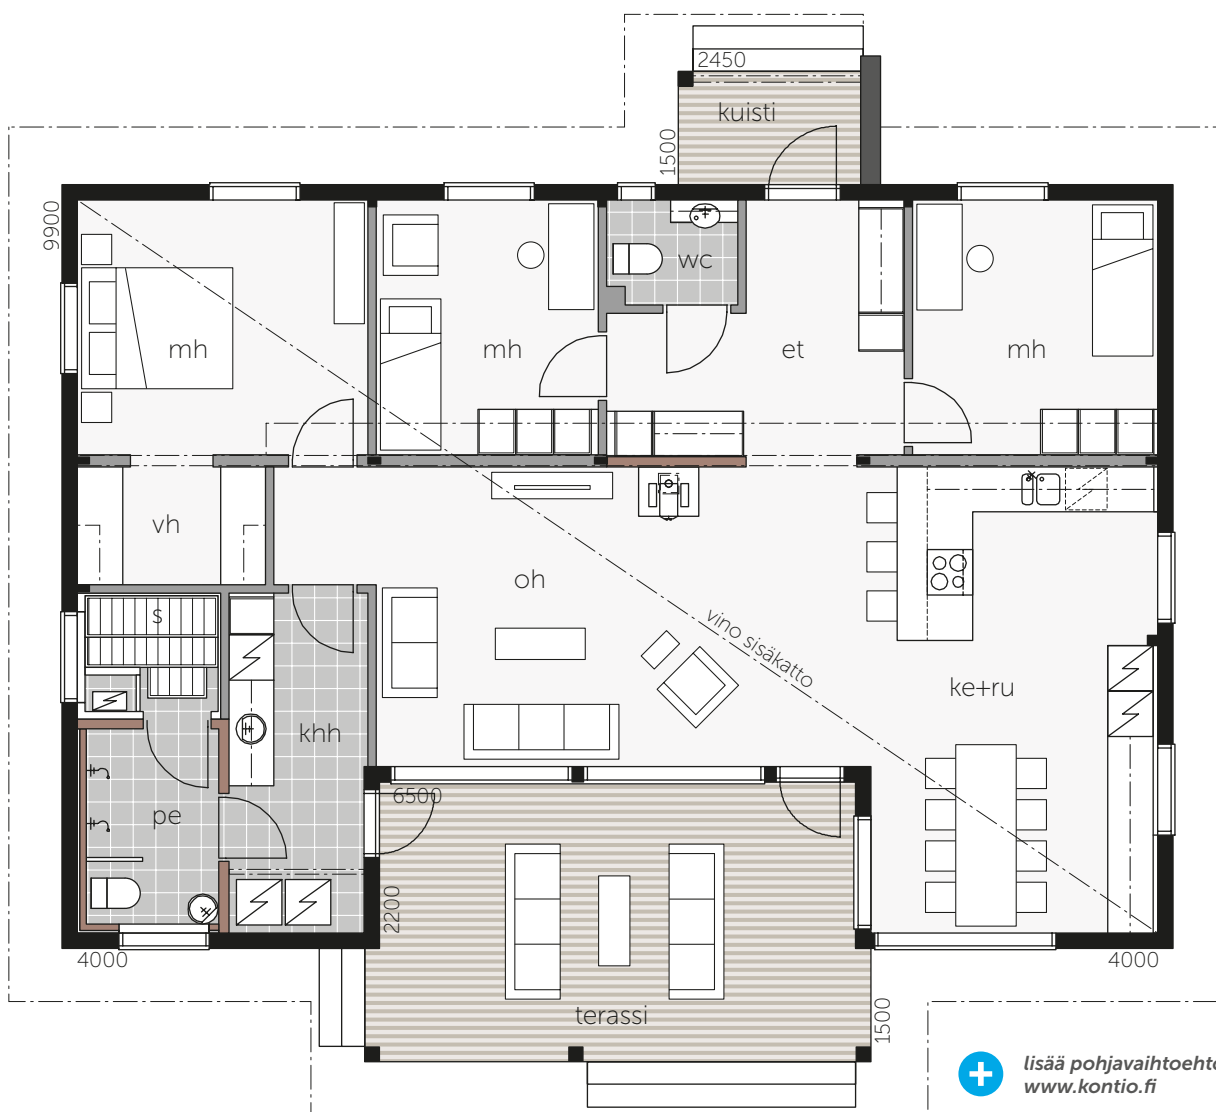 2450
kuisti
1500
9900
wc
mh
mh
et
mh
vh
oh
s
vino sisäkatto
ke+ru
khh
6500
pe
2200
4000
4000
terassi
1500
lisää pohjavaihtoehto
www.kontio.fi